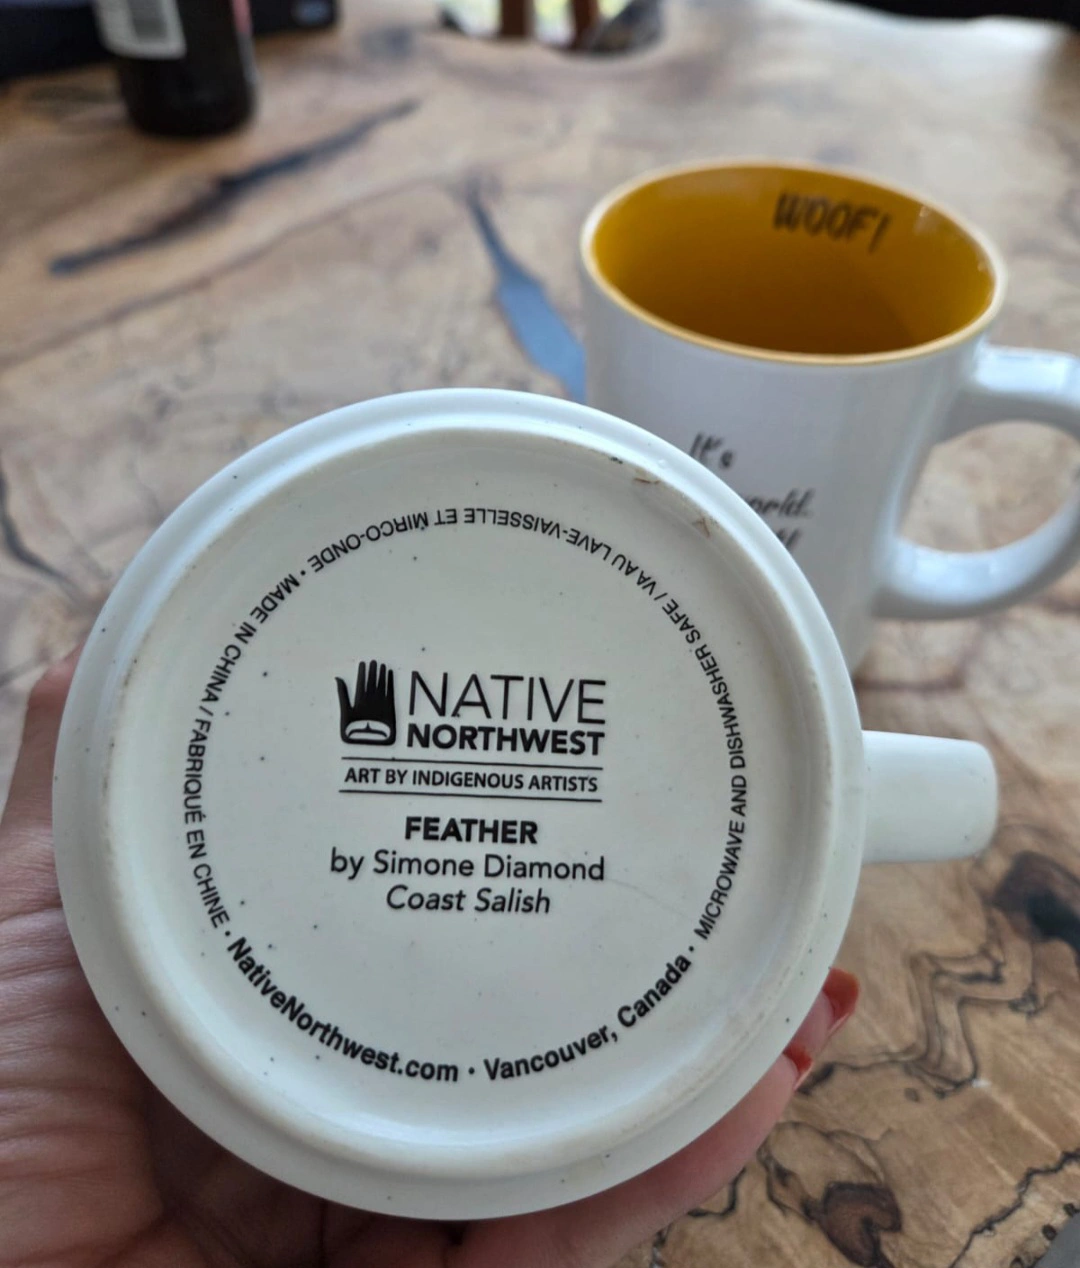 WOOF!
It's
NATIVE
NORTHWEST
ART BY INDIGENOUS ARTISTS
FEATHER
by Simone Diamond
Coast Salish
MICROWAVE AND DISHWASHER SAFE / VA AU LAVE-VAISSELLE ET MIRCO-ONDE • MADE IN CHINA / FABRIQUÉ EN CHINE • NativeNorthwest.com • Vancouver, Canada •